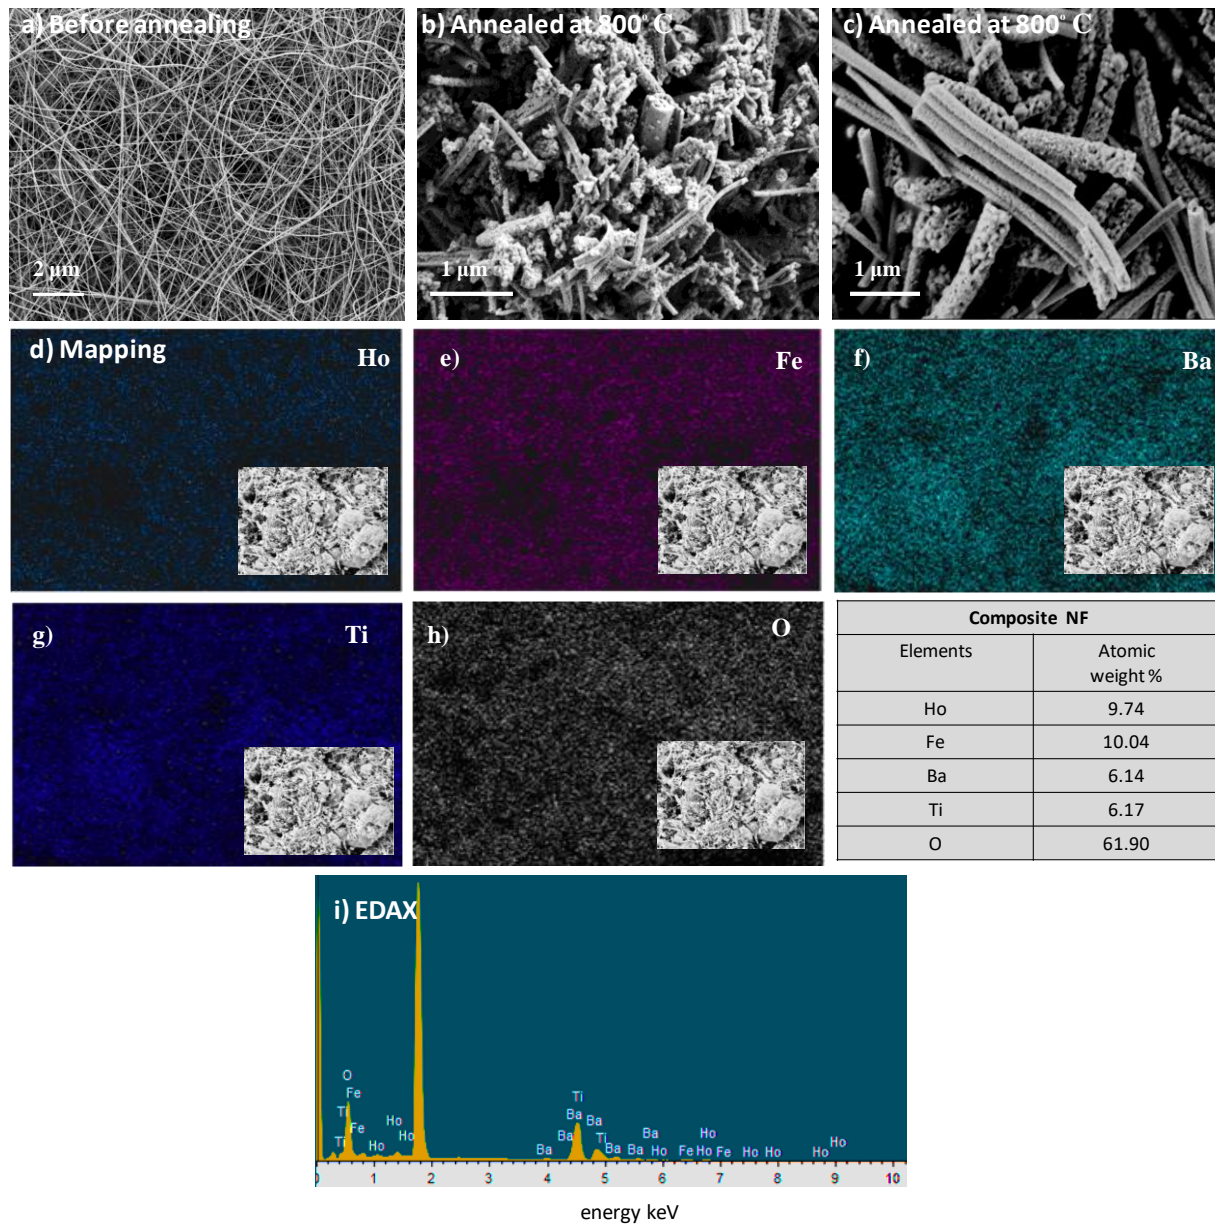 a) Before annealing
b) Annealed at 800° C
c) Annealed at 800° C
2 µm
1 µm
1 µm
d) Mapping
Ho
e)
Fe
f)
Ba
g)
Ti
h)
O
Composite NF
Elements
Atomic
weight %
Ho
9.74
Fe
10.04
Ba
6.14
Ti
6.17
O
61.90
i) EDAX
O
Fe
Ti
Fe
Ti
Ho
Ho
Ho
Ti
Ba
Ba
Ba
Ti
Ba
Ba
Ba
Ba
Ho
Fe
Ho
Ho
Fe
Ho
Ho
Ho
Ho
0 1 2 3 4 5 6 7 8 9 10
energy keV